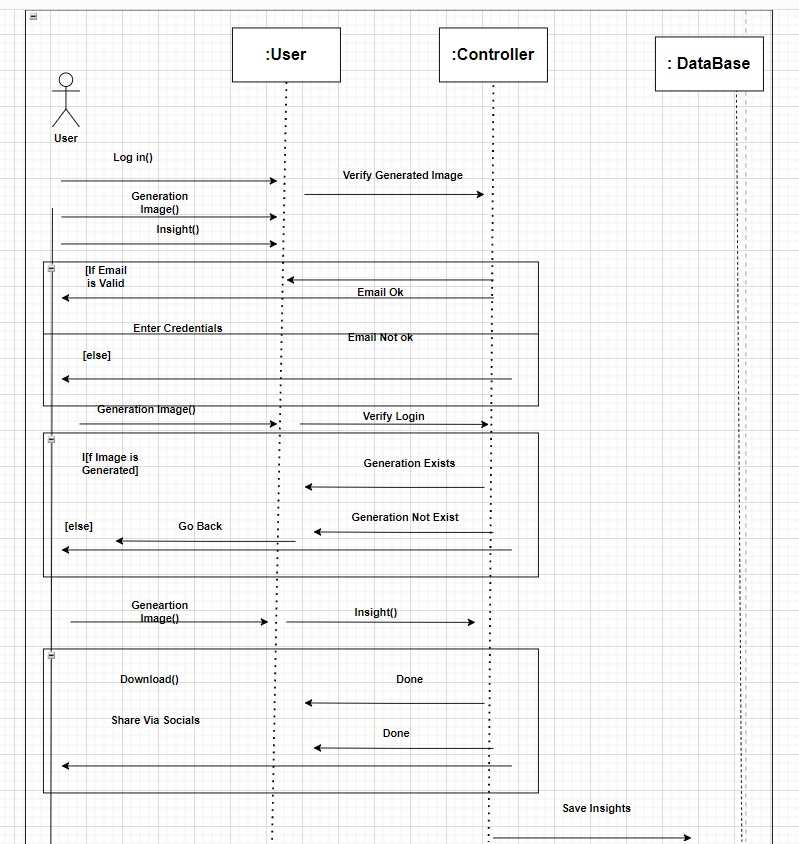 :User
:Controller
: DataBase
User
Log in()
Verify Generated Image
Generation
Image()
Insight()
[If Email
is Valid
Email Ok
Enter Credentials
Email Not ok
[else]
Generation Image()
Verify Login
I[f Image is
Generated]
Generation Exists
Generation Not Exist
[else]
Go Back
Geneartion
Image()
Insight()
Download()
Done
Share Via Socials
Done
Save Insights